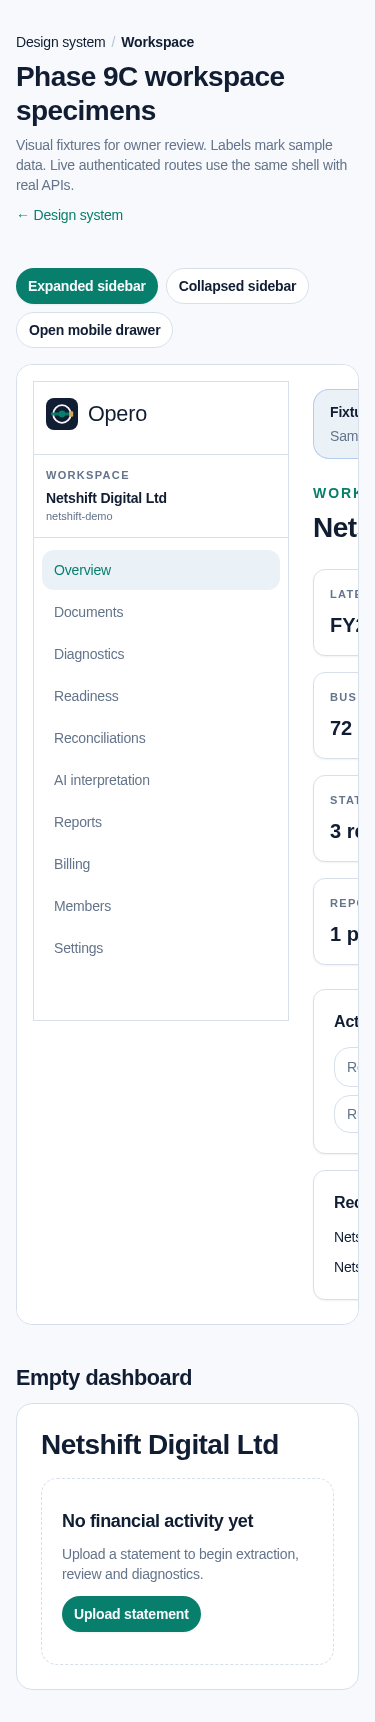 Design system / Workspace
Phase 9C workspace
specimens
Visual fixtures for owner review. Labels mark sample
data. Live authenticated routes use the same shell with
real APIs.
← Design system
Expanded sidebar
Collapsed sidebar
Open mobile drawer
Opero
WORKSPACE
Netshift Digital Ltd
netshift-demo
Overview
Documents
Diagnostics
Readiness
Reconciliations
AI interpretation
Reports
Billing
Members
Settings
72
Empty dashboard
Netshift Digital Ltd
No financial activity yet
Upload a statement to begin extraction,
review and diagnostics.
Upload statement